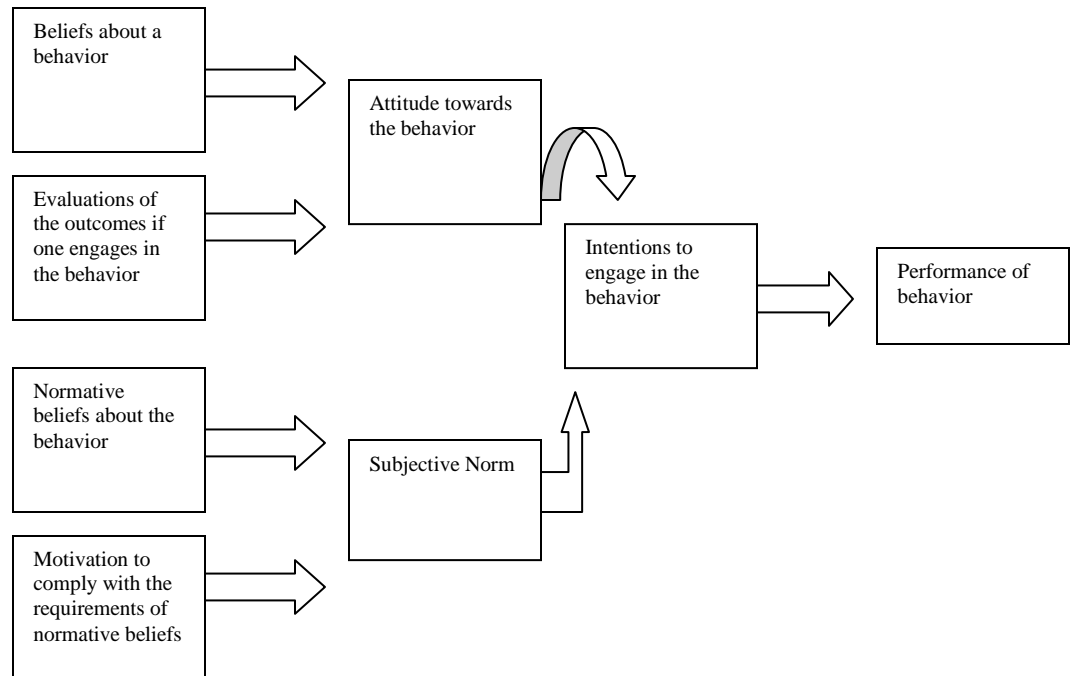 Beliefs about a
behavior
Attitude towards
the behavior
Evaluations of
the outcomes if
one engages in
the behavior
Intentions to
engage in the
behavior
Performance of
behavior
Normative
beliefs about the
behavior
Subjective Norm
Motivation to
comply with the
requirements of
normative beliefs